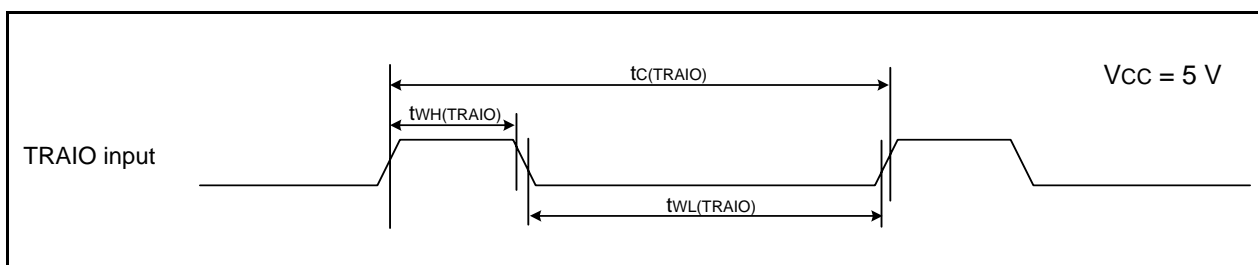 tC(TRAIO)
VCC = 5 V
tWH(TRAIO)
TRAIO input
tWL(TRAIO)